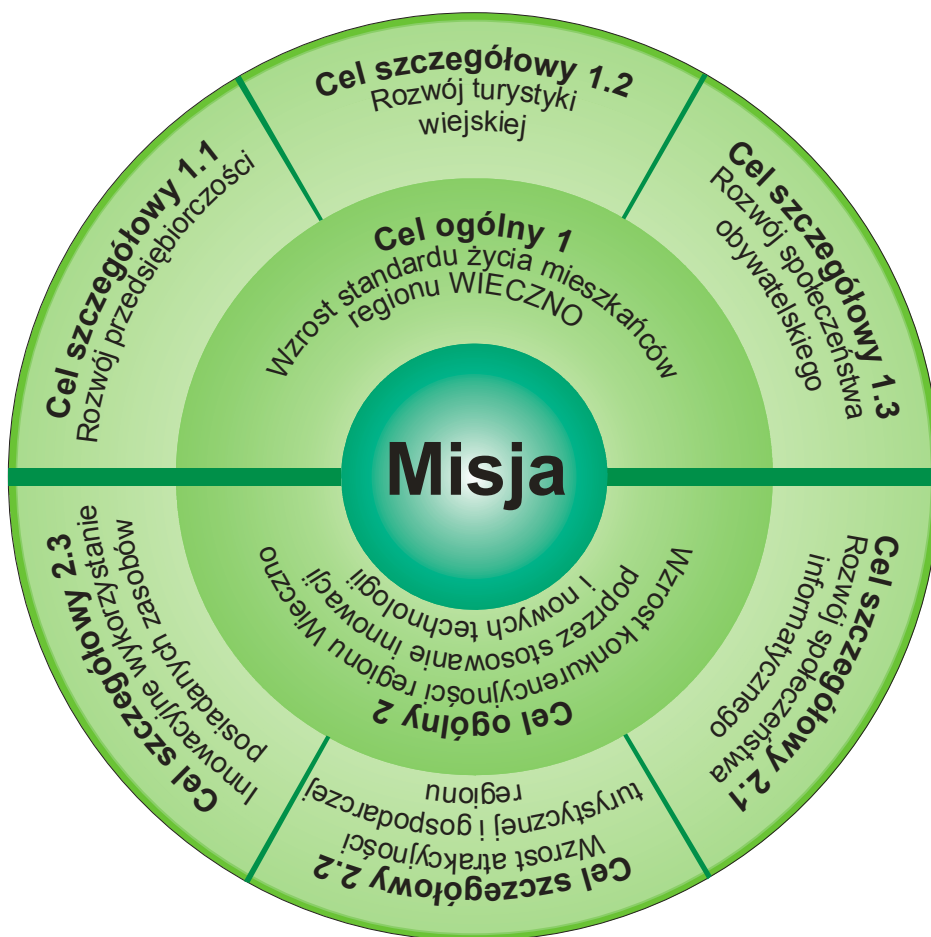 Cel szczegółowy 1.1
Rozwój przedsiębiorczości
Cel szczegółowy 1.2
Rozwój turystyki
wiejskiej
Cel szczegółowy 1.3
Rozwój społeczeństwa
obywatelskiego
Cel ogólny 1
Wzrost standardu życia mieszkańców
regionu WIECZNO
Misja
Cel ogólny 2
Wzrost konkurencyjności regionu Wieczno
poprzez stosowanie innowacji
i nowych technologii
Cel szczegółowy 2.1
Rozwój społeczeństwa
informatycznego
Cel szczegółowy 2.2
Wzrost atrakcyjności
turystycznej i gospodarczej
regionu
Cel szczegółowy 2.3
Innowacyjne wykorzystanie
posiadanych zasobów